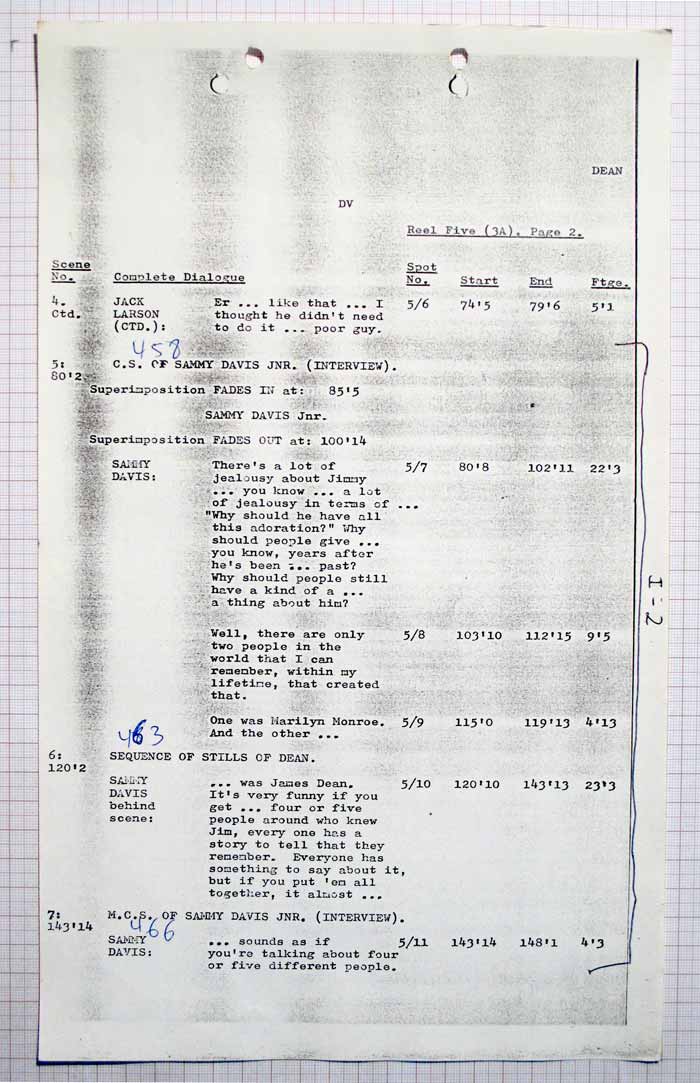 DEAN
DV
Reel Five (3A). Page 2.
Scene No. Complete Dialogue Spot No. Start End Ftge.
4. JACK Er ... like that ... I 5/6 74'5 79'6 5'1
Ctd. LARSON thought he didn't need
(CTD.): to do it ... poor guy.
458
5: C.S. OF SAMMY DAVIS JNR. (INTERVIEW).
80'2
Superimposition FADES IN at: 85'5
SAMMY DAVIS Jnr.
Superimposition FADES OUT at: 100'14
SAMMY There's a lot of 5/7 80'8 102'11 22'3
DAVIS: jealousy about Jimmy
... you know ... a lot
of jealousy in terms of ...
"Why should he have all
this adoration?" Why
should people give ...
you know, years after
he's been ... past?
Why should people still
have a kind of a ...
a thing about him?
I-2
Well, there are only 5/8 103'10 112'15 9'5
two people in the
world that I can
remember, within my
lifetime, that created
that.
One was Marilyn Monroe. 5/9 115'0 119'13 4'13
And the other ...
463
6: SEQUENCE OF STILLS OF DEAN.
120'2
SAMMY ... was James Dean. 5/10 120'10 143'13 23'3
DAVIS It's very funny if you
behind get ... four or five
scene: people around who knew
Jim, every one has a
story to tell that they
remember. Everyone has
something to say about it,
but if you put 'em all
together, it almost ...
7: M.C.S. OF SAMMY DAVIS JNR. (INTERVIEW).
143'14 466
SAMMY ... sounds as if 5/11 143'14 148'1 4'3
DAVIS: you're talking about four
or five different people.